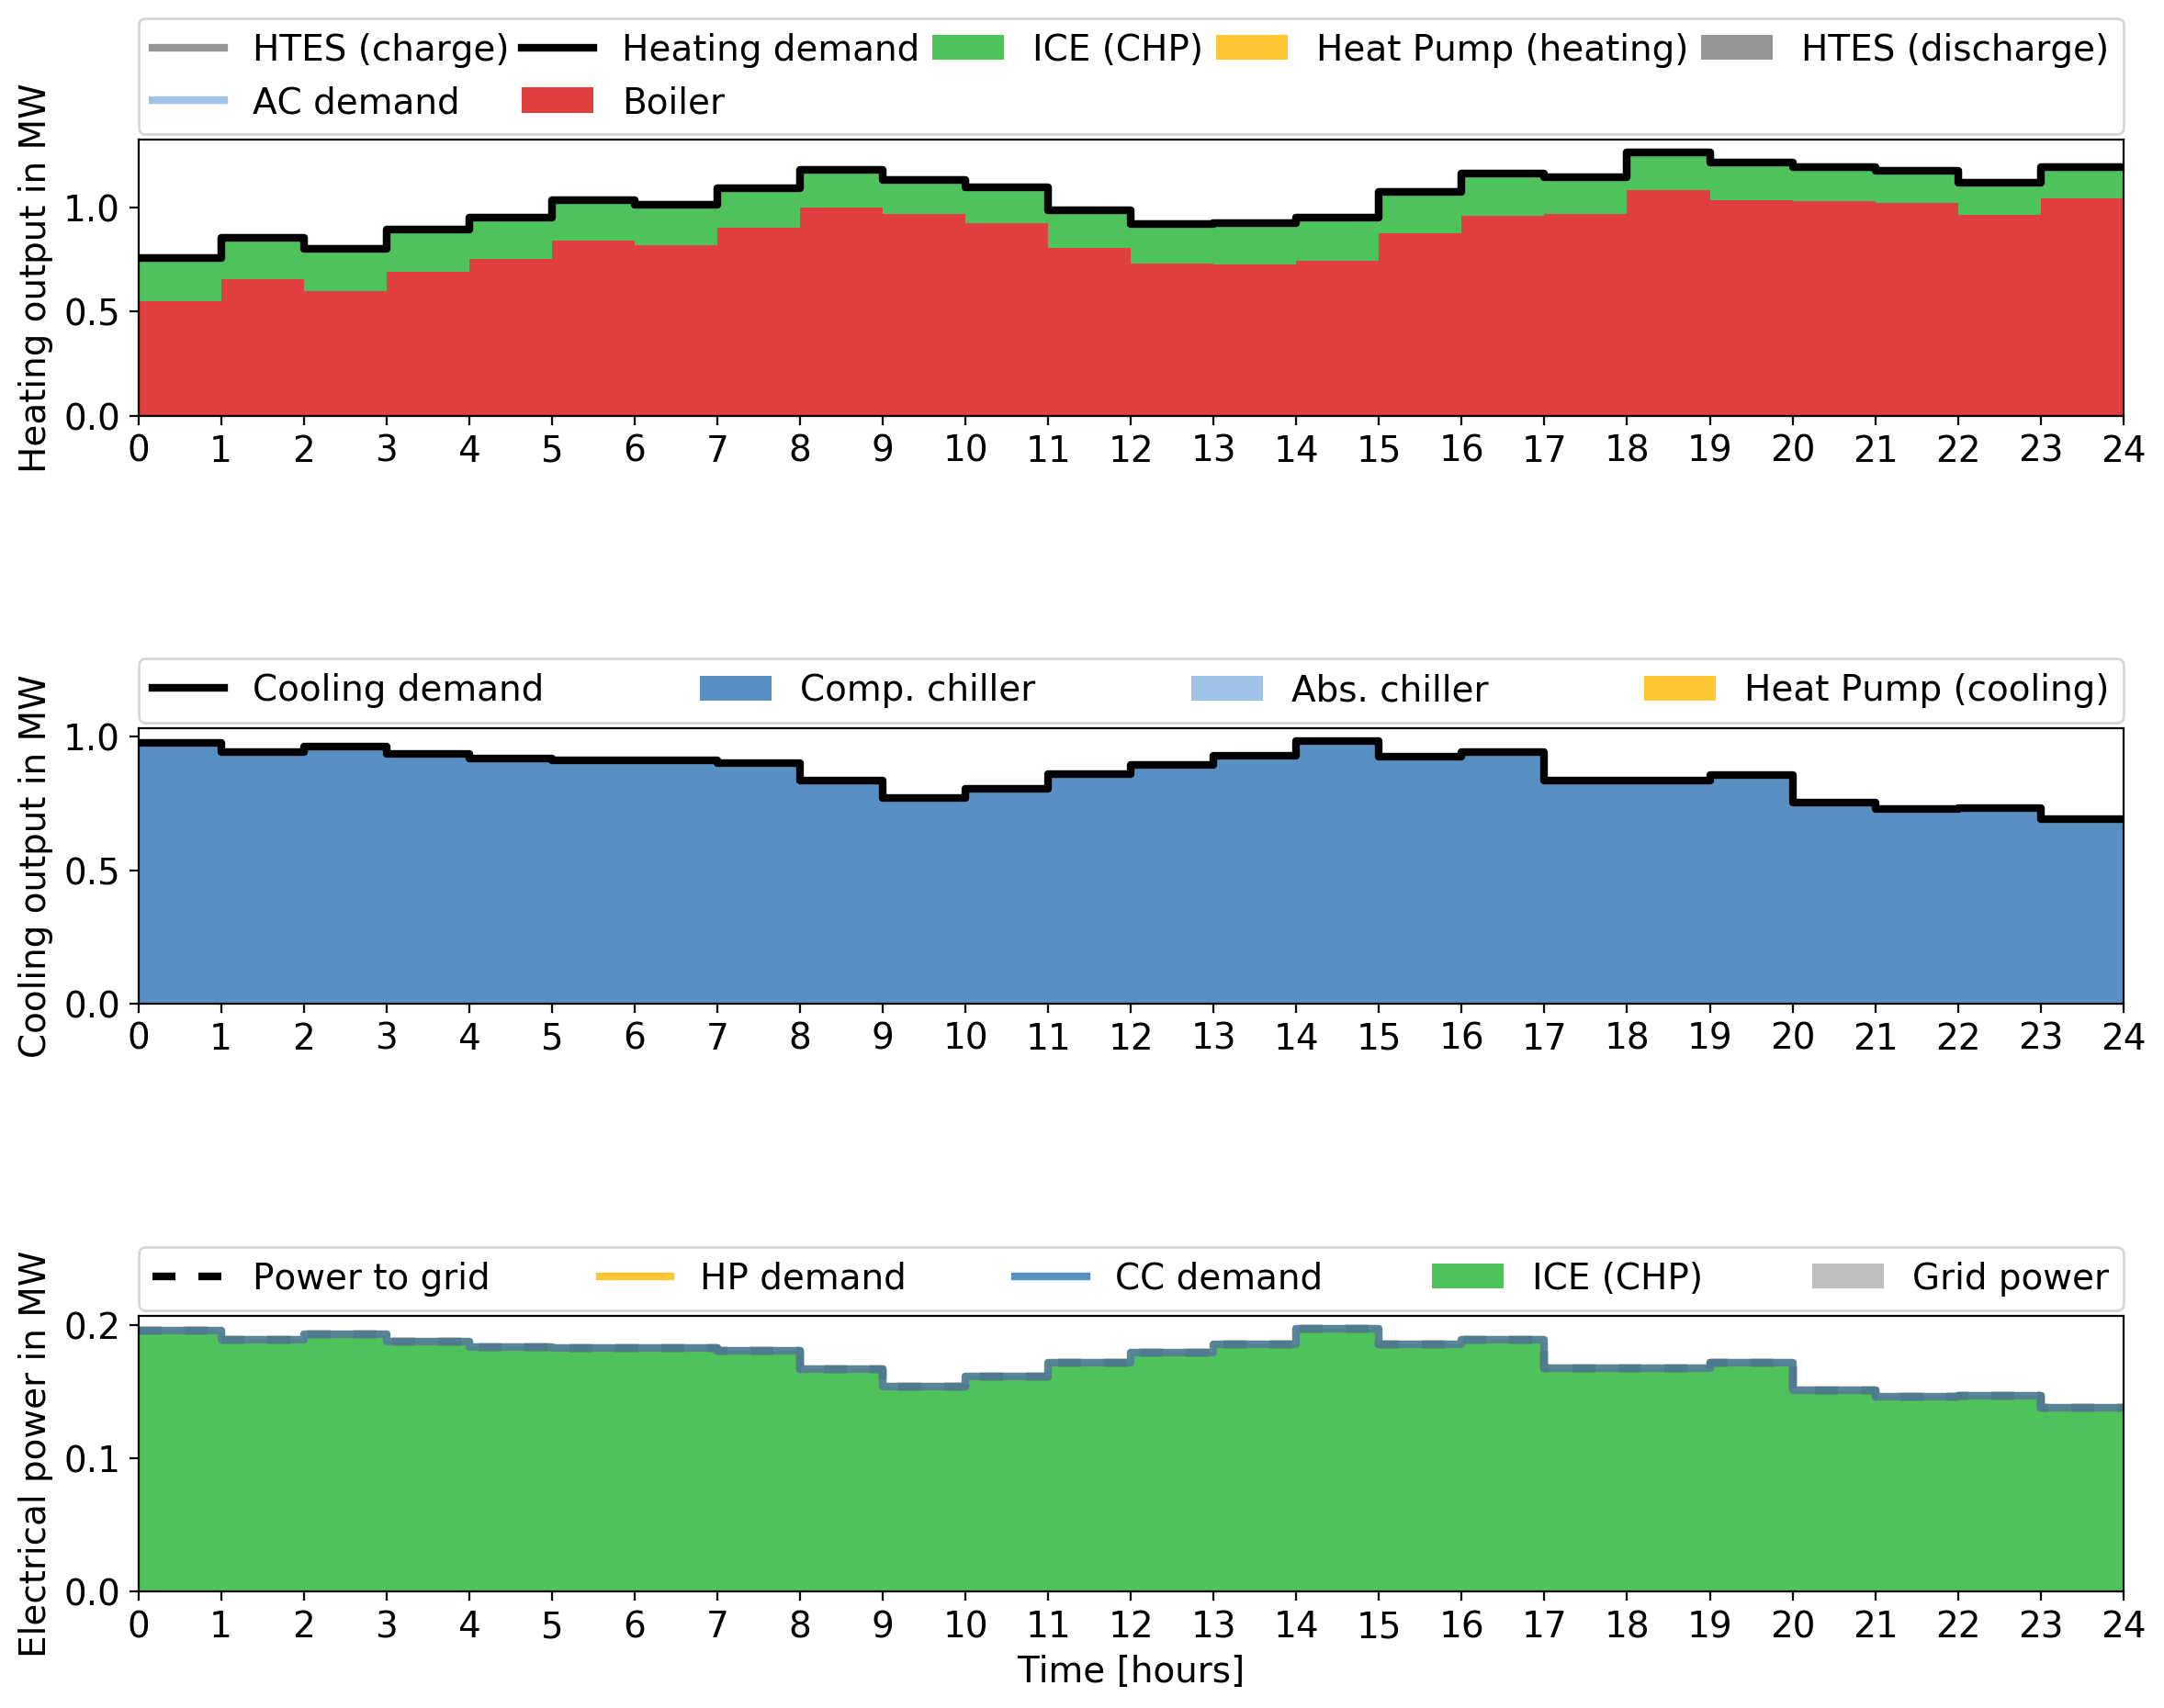 HTES (charge) Heating demand ICE (CHP) Heat Pump (heating) HTES (discharge)
AC demand Boiler
Heating output in MW
1.0
0.5
0.0
0 1 2 3 4 5 6 7 8 9 10 11 12 13 14 15 16 17 18 19 20 21 22 23 24
Cooling demand Comp. chiller Abs. chiller Heat Pump (cooling)
Cooling output in MW
1.0
0.5
0.0
0 1 2 3 4 5 6 7 8 9 10 11 12 13 14 15 16 17 18 19 20 21 22 23 24
Power to grid HP demand CC demand ICE (CHP) Grid power
Electrical power in MW
0.2
0.1
0.0
0 1 2 3 4 5 6 7 8 9 10 11 12 13 14 15 16 17 18 19 20 21 22 23 24
Time [hours]